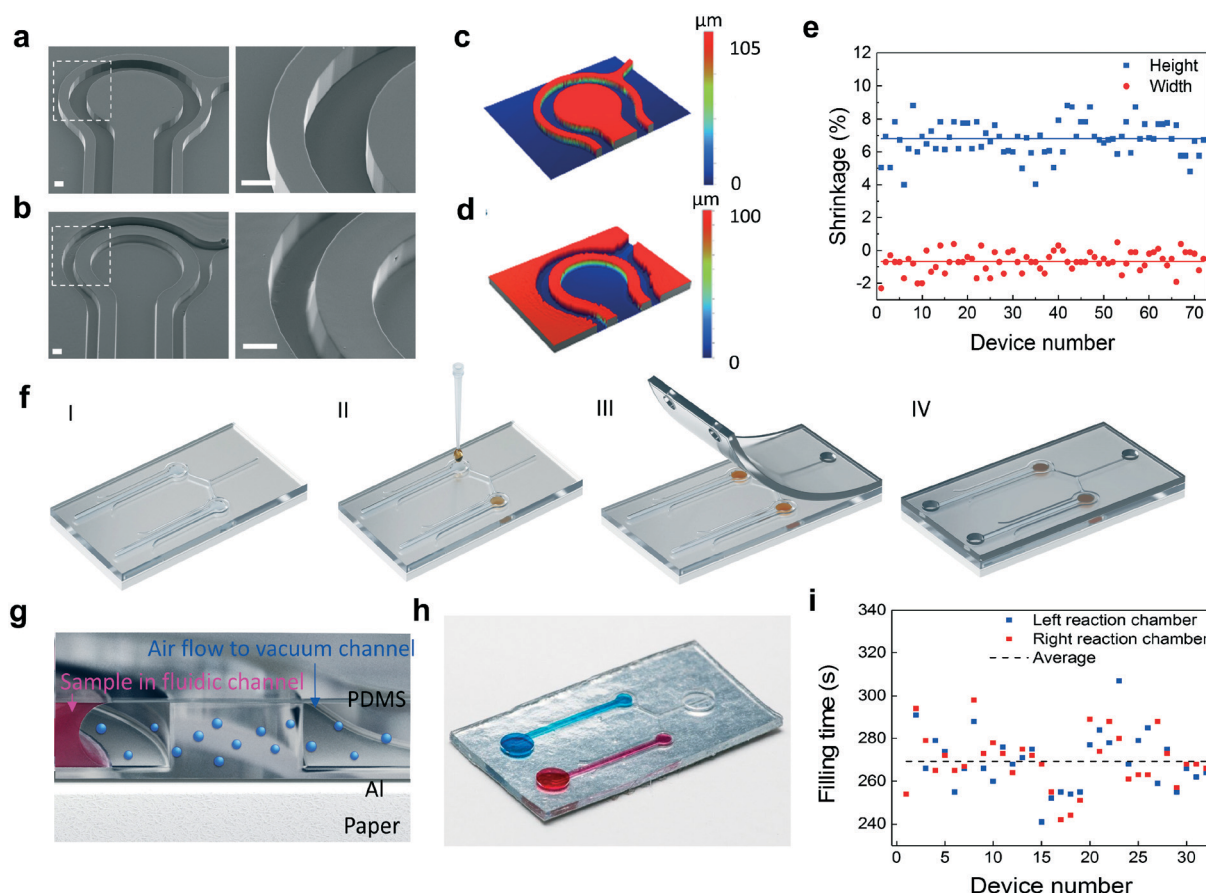 a
b
c
µm
105
0
d
µm
100
0
e
Height
Width
Shrinkage (%)
12
10
8
6
4
2
0
-2
0 10 20 30 40 50 60 70
Device number
f
I
II
III
IV
g
Air flow to vacuum channel
Sample in fluidic channel
PDMS
Al
Paper
h
i
Left reaction chamber
Right reaction chamber
Average
Filling time (s)
340
320
300
280
260
240
0 5 10 15 20 25 30
Device number